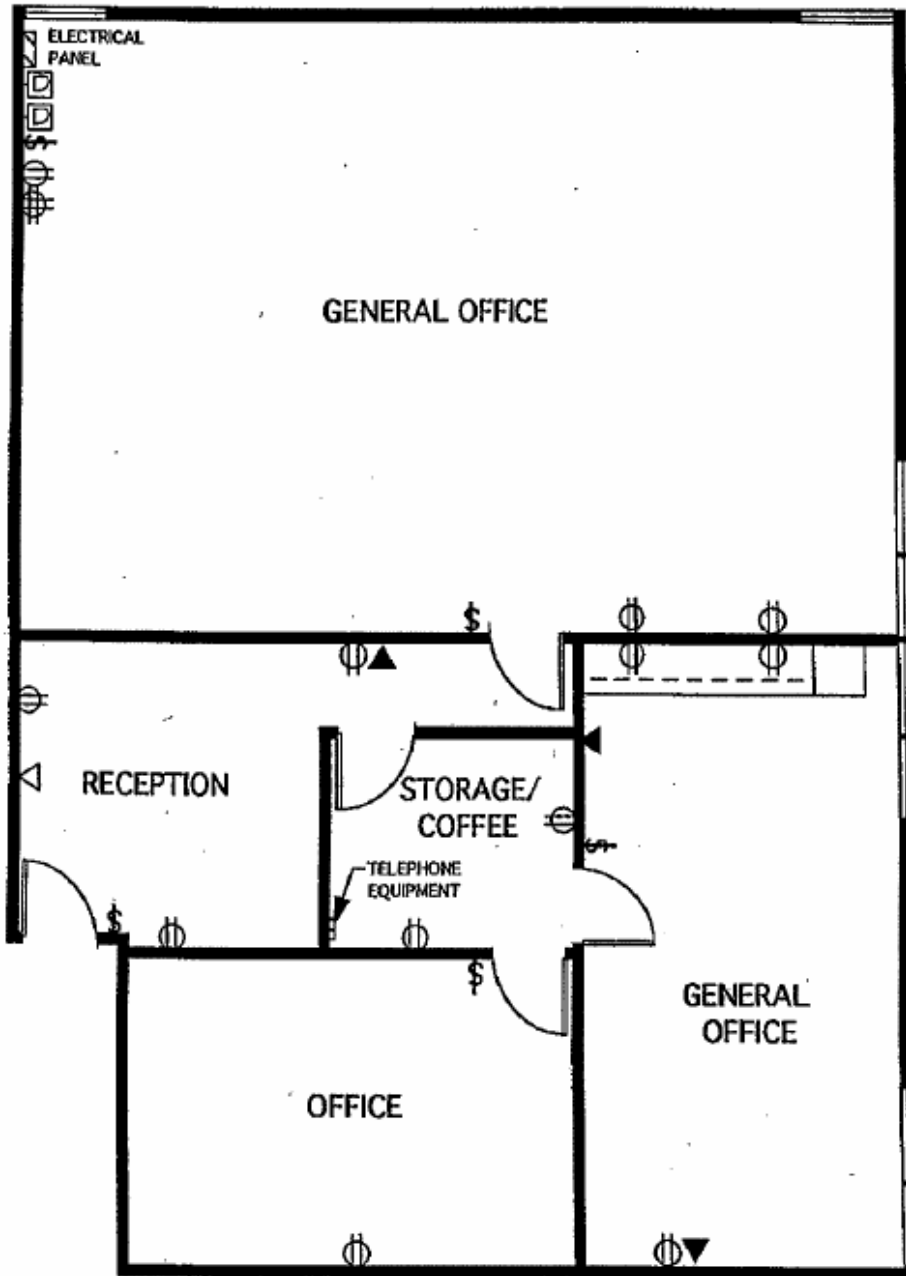 ELECTRICAL
PANEL
GENERAL OFFICE
RECEPTION
STORAGE/
COFFEE
TELEPHONE
EQUIPMENT
GENERAL
OFFICE
OFFICE